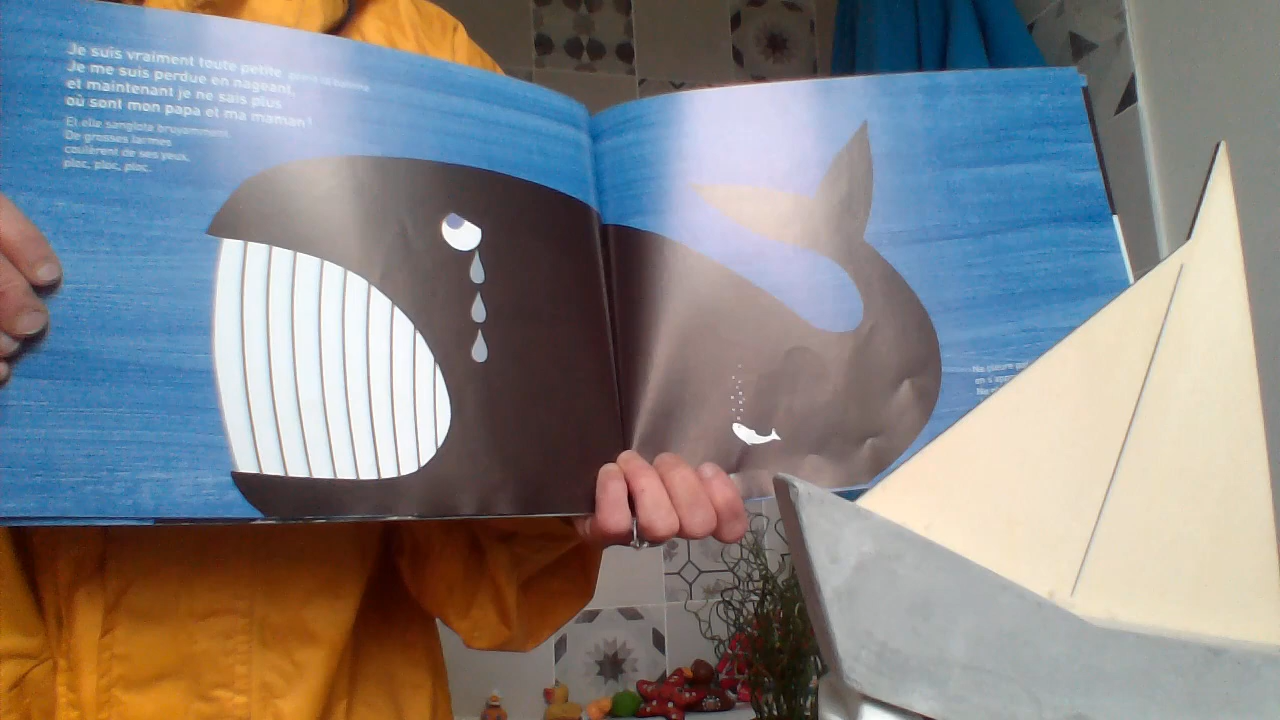 Je suis vraiment toute petite
Je me suis perdue en nageant,
et maintenant je ne sais plus
où sont mon papa et ma maman !
Et elle sanglote bruyamment.
De grosses larmes
coulèrent de ses yeux,
ploc, ploc, ploc.
Ne pleure